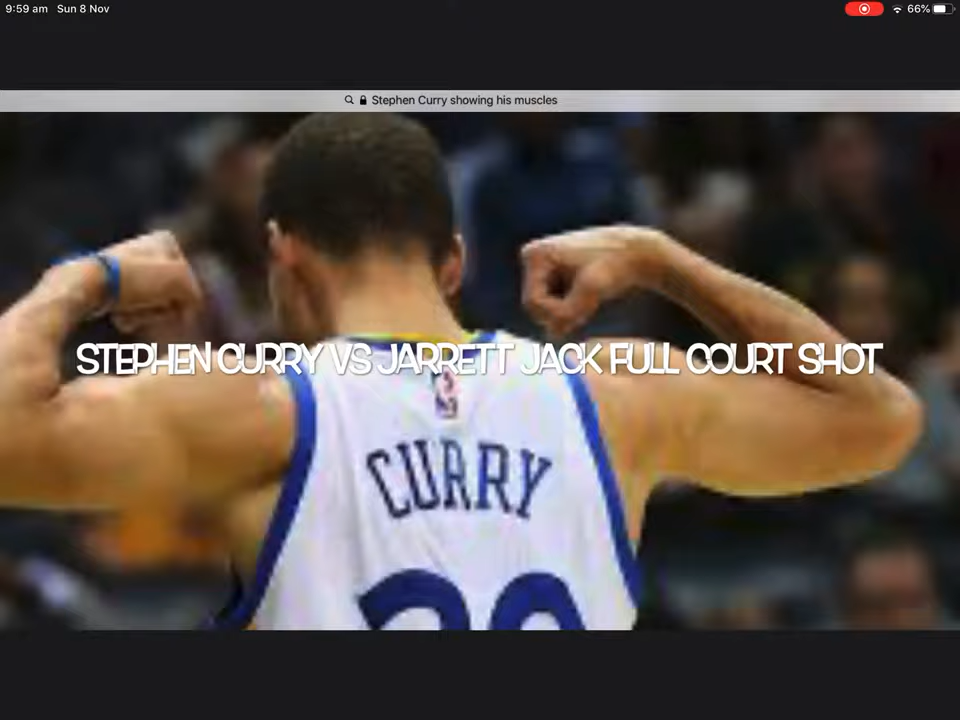 9:59 am Sun 8 Nov 66%
Stephen Curry showing his muscles
STEPHEN CURRY VS JARRETT JACK FULL COURT SHOT
CURRY
30